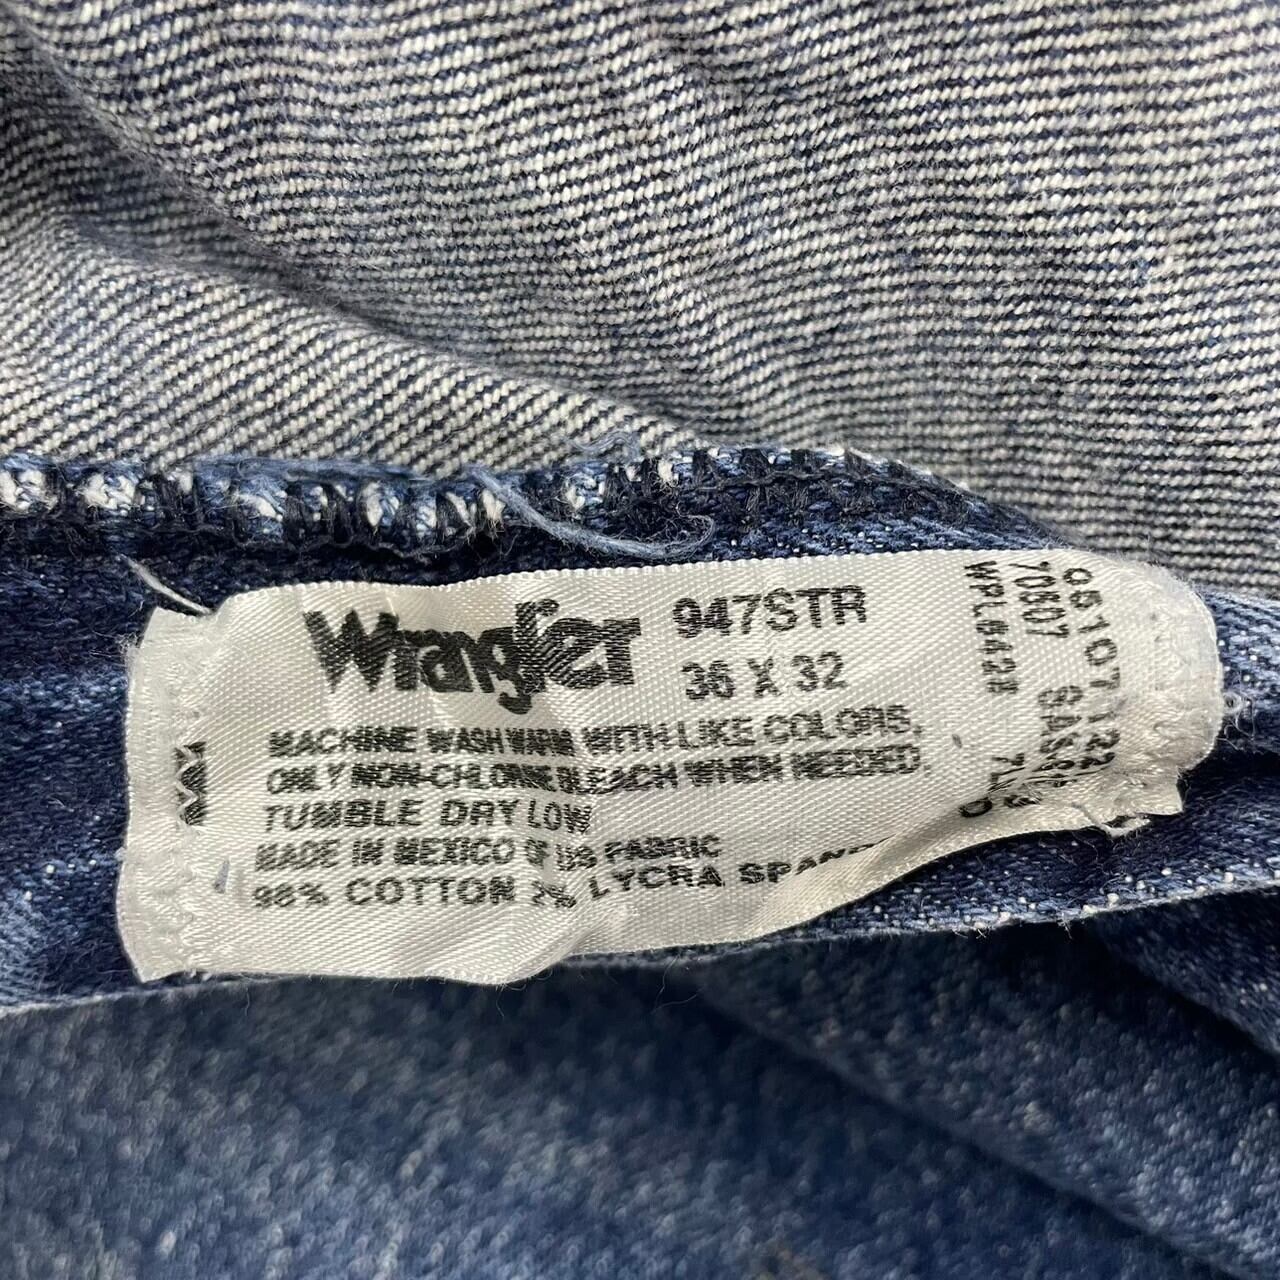 Wrangler 947STR
36 X 32
MACHINE WASH WARM WITH LIKE COLORS.
ONLY NON-CHLORINE BLEACH WHEN NEEDED.
TUMBLE DRY LOW
MADE IN MEXICO OF US FABRIC
98% COTTON 2% LYCRA
70507
WPL6428